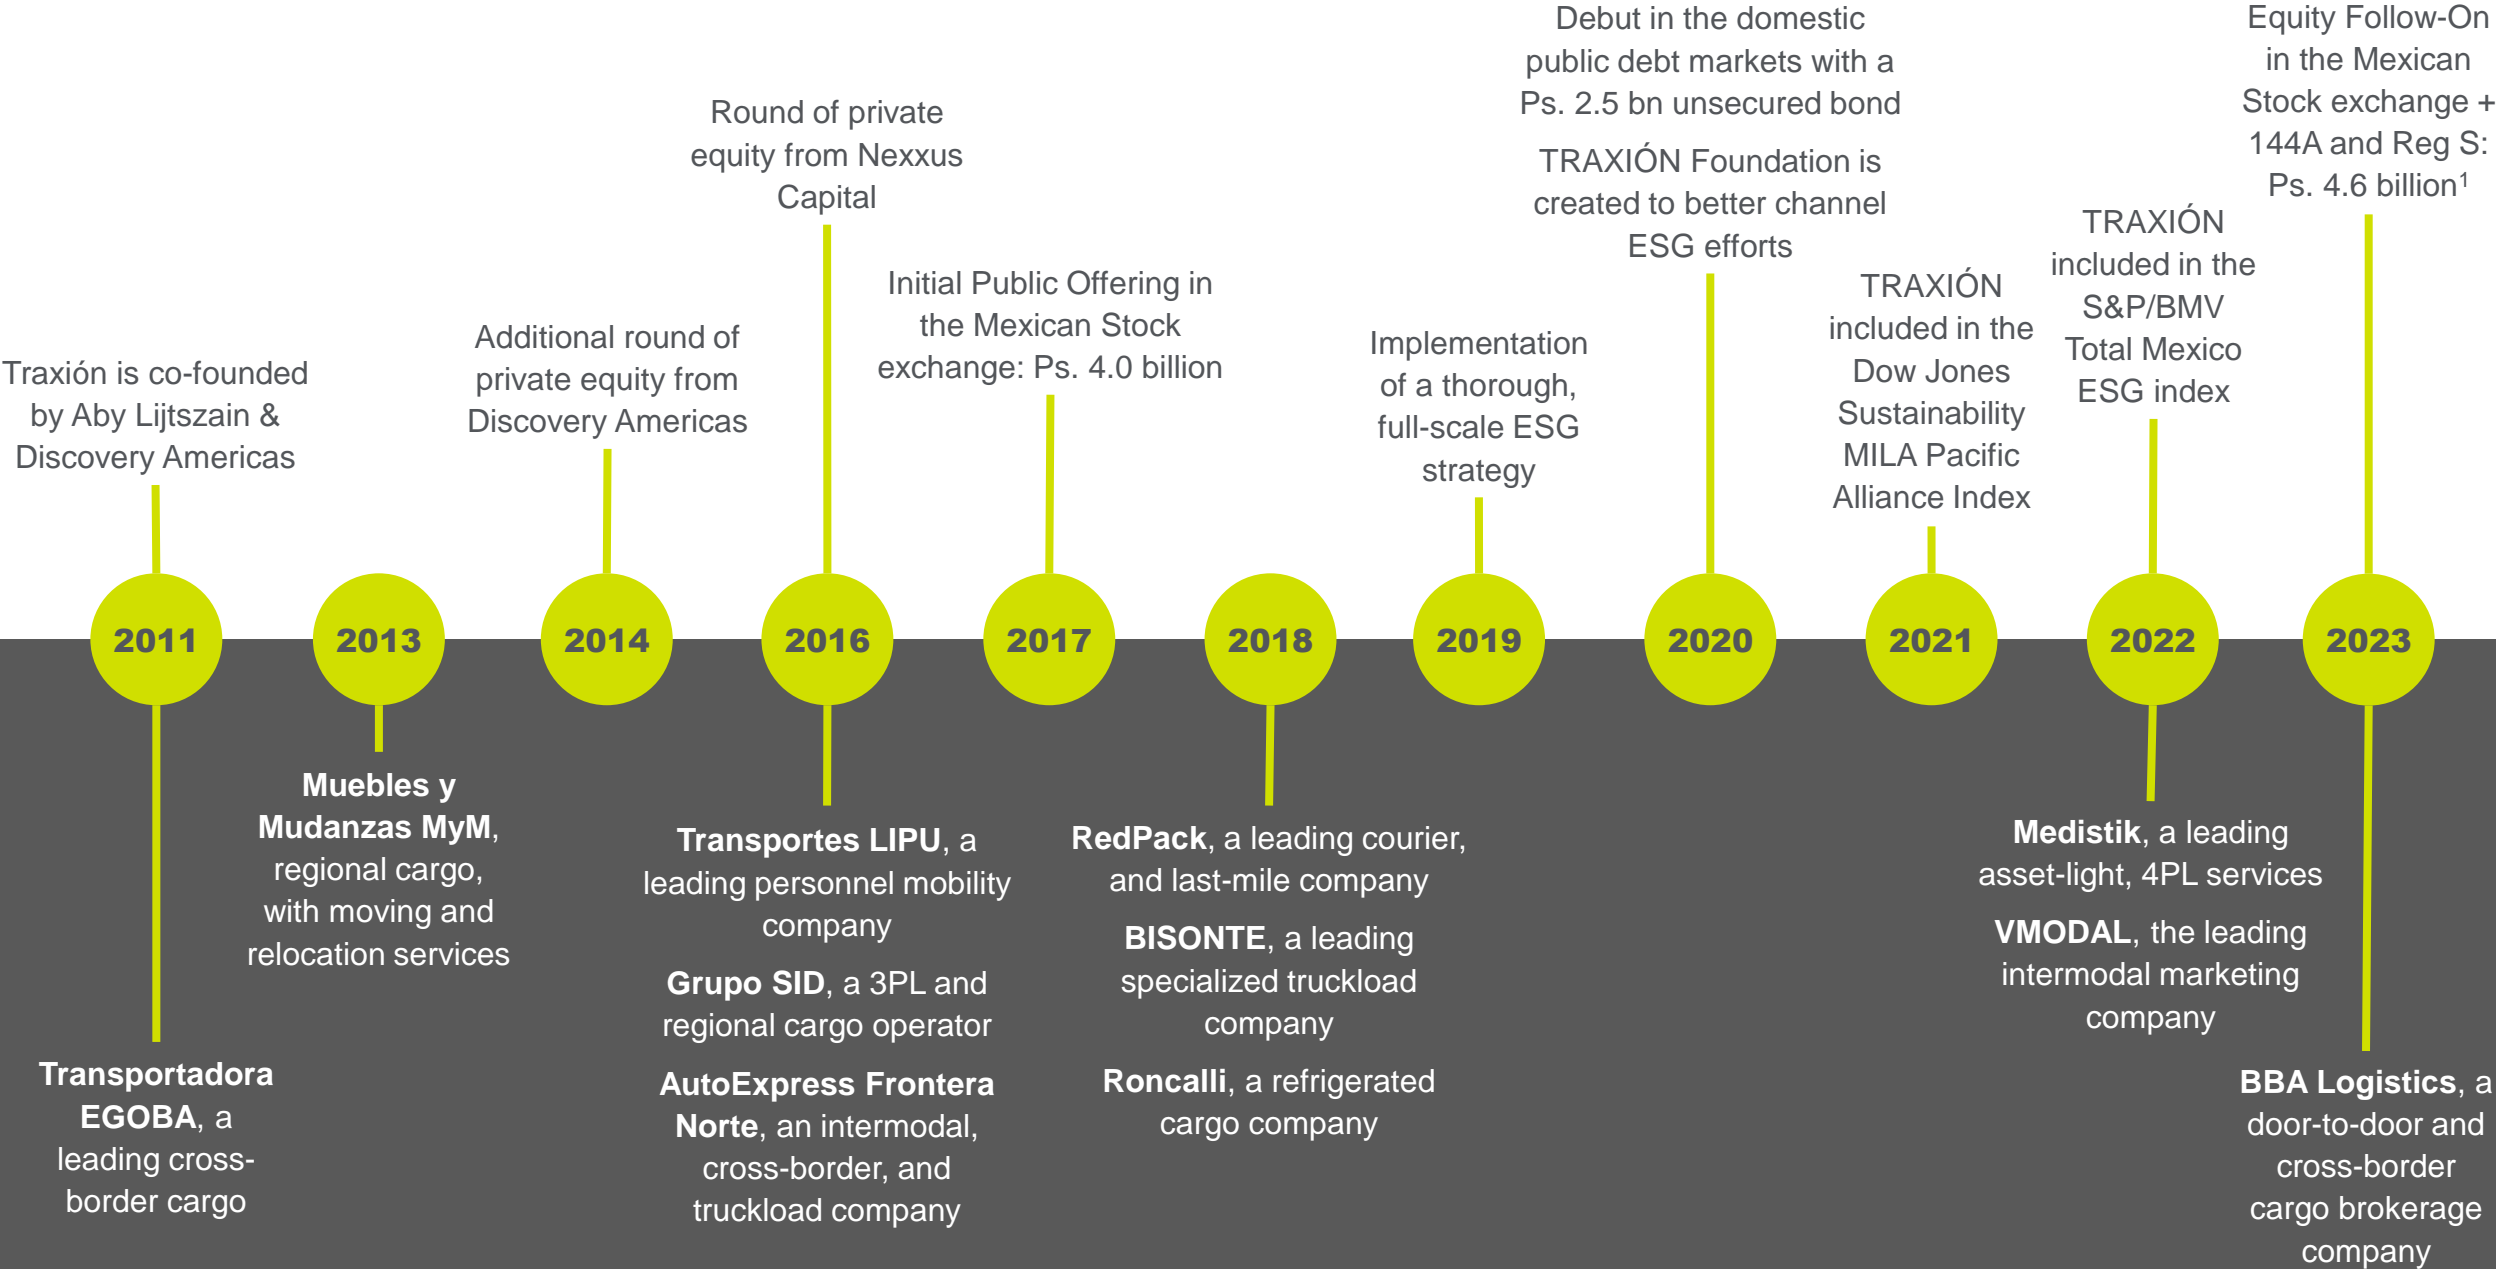 Traxión is co-founded
by Aby Lijtszain &
Discovery Americas
Additional round of
private equity from
Discovery Americas
Round of private
equity from Nexxus
Capital
Initial Public Offering in
the Mexican Stock
exchange: Ps. 4.0 billion
Implementation
of a thorough,
full-scale ESG
strategy
Debut in the domestic
public debt markets with a
Ps. 2.5 bn unsecured bond
TRAXIÓN Foundation is
created to better channel
ESG efforts
TRAXIÓN
included in the
Dow Jones
Sustainability
MILA Pacific
Alliance Index
TRAXIÓN
included in the
S&P/BMV
Total Mexico
ESG index
Equity Follow-On
in the Mexican
Stock exchange +
144A and Reg S:
Ps. 4.6 billion¹
2011
2013
2014
2016
2017
2018
2019
2020
2021
2022
2023
Transportadora
EGOBA, a
leading cross-
border cargo
Muebles y
Mudanzas MyM,
regional cargo,
with moving and
relocation services
Transportes LIPU, a
leading personnel mobility
company
Grupo SID, a 3PL and
regional cargo operator
AutoExpress Frontera
Norte, an intermodal,
cross-border, and
truckload company
RedPack, a leading courier,
and last-mile company
BISONTE, a leading
specialized truckload
company
Roncalli, a refrigerated
cargo company
Medistik, a leading
asset-light, 4PL services
VMODAL, the leading
intermodal marketing
company
BBA Logistics, a
door-to-door and
cross-border
cargo brokerage
company